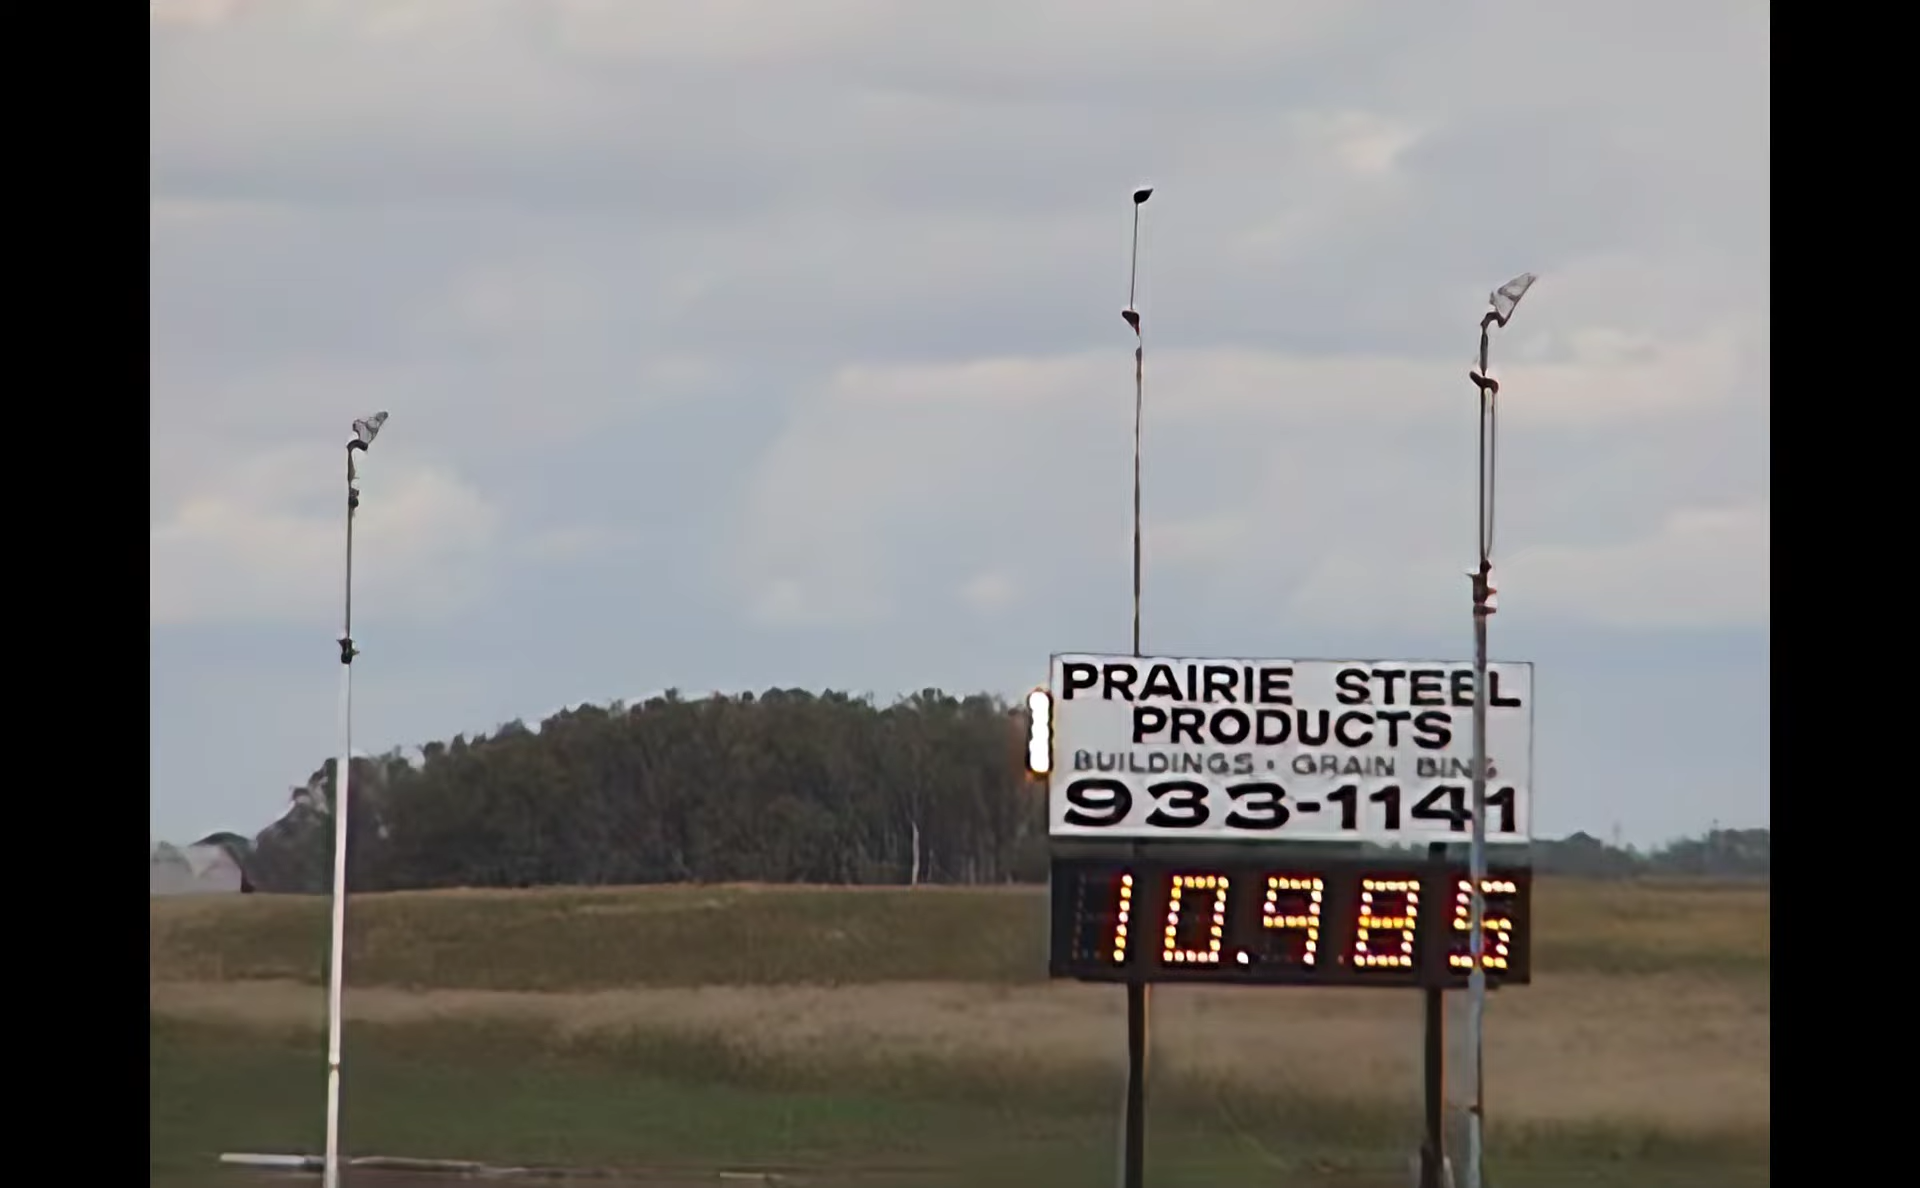 PRAIRIE STEEL
PRODUCTS
BUILDINGS • GRAIN BINS
933-1141
10.985